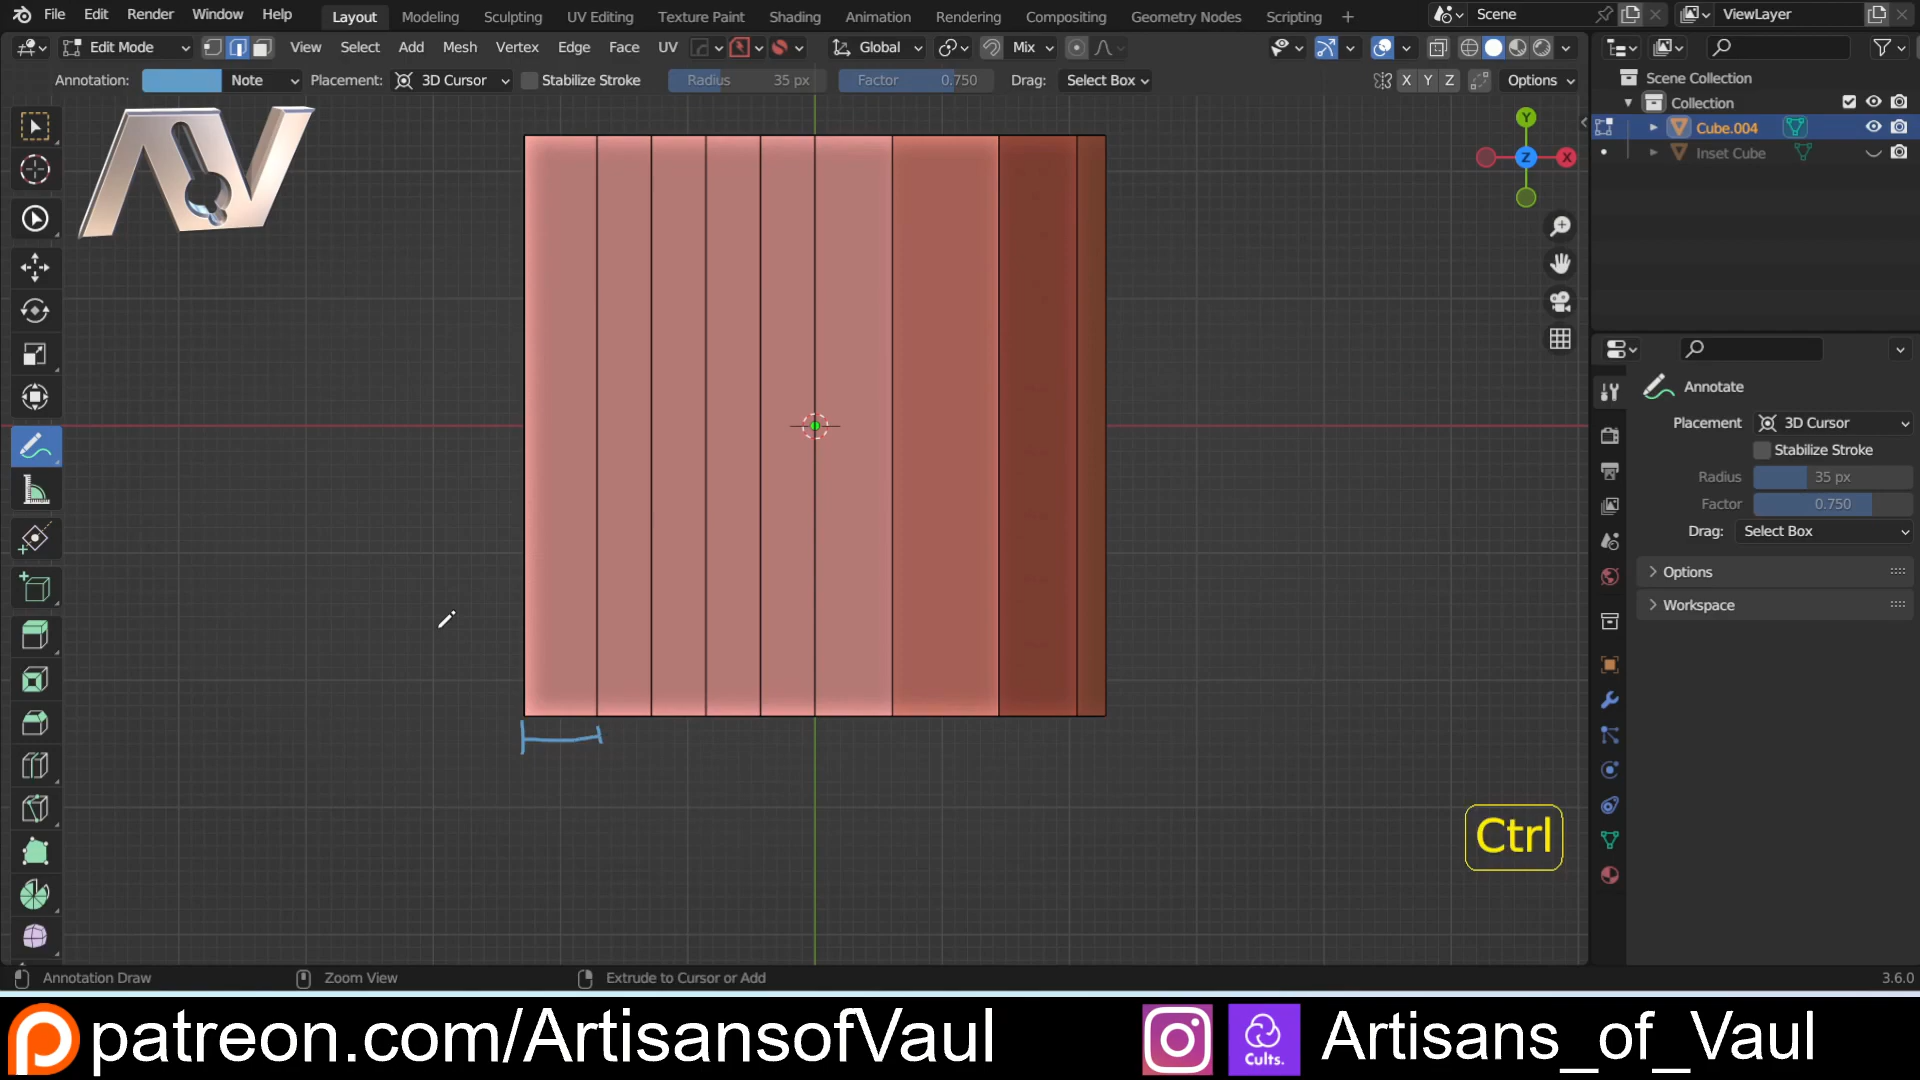 File Edit Render Window Help Layout Modeling Sculpting UV Editing Texture Paint Shading Animation Rendering Compositing Geometry Nodes Scripting + Scene ViewLayer
Edit Mode View Select Add Mesh Vertex Edge Face UV Global Mix
Annotation: Note Placement: 3D Cursor Stabilize Stroke Radius 35 px Factor 0.750 Drag: Select Box X Y Z Options
Scene Collection
Collection
Cube.004
Inset Cube
Y
Z
X
AV
Annotate
Placement 3D Cursor
Stabilize Stroke
Radius 35 px
Factor 0.750
Drag: Select Box
Options
Workspace
Ctrl
Annotation Draw Zoom View Extrude to Cursor or Add 3.6.0
patreon.com/ArtisansofVaul Cults. Artisans_of_Vaul